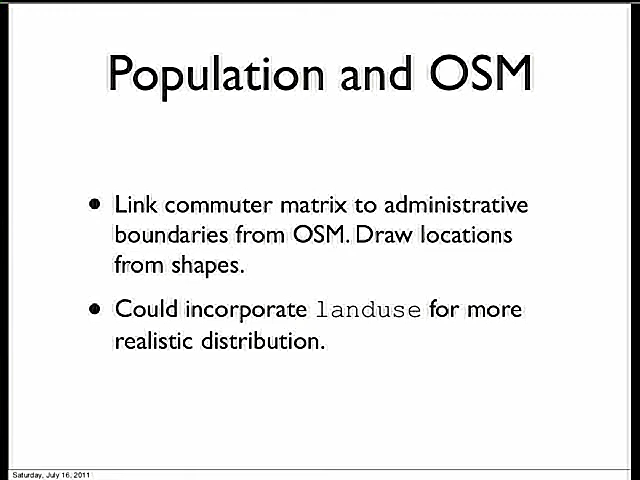 Population and OSM
• Link commuter matrix to administrative
boundaries from OSM. Draw locations
from shapes.
• Could incorporate landuse for more
realistic distribution.
Saturday, July 16, 2011